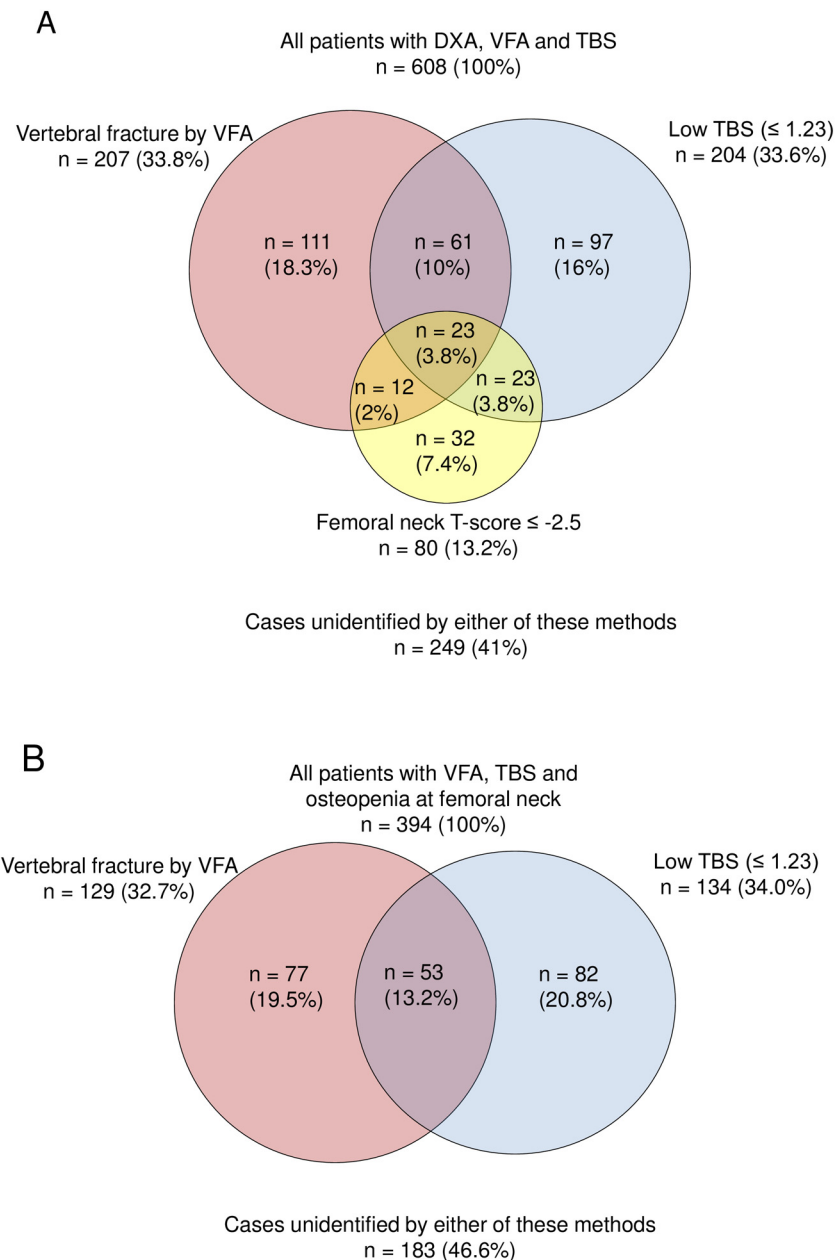 A
All patients with DXA, VFA and TBS
n = 608 (100%)
Vertebral fracture by VFA
n = 207 (33.8%)
Low TBS (≤ 1.23)
n = 204 (33.6%)
n = 111
(18.3%)
n = 61
(10%)
n = 97
(16%)
n = 23
(3.8%)
n = 12
(2%)
n = 23
(3.8%)
n = 32
(7.4%)
Femoral neck T-score ≤ -2.5
n = 80 (13.2%)
Cases unidentified by either of these methods
n = 249 (41%)
B
All patients with VFA, TBS and
osteopenia at femoral neck
n = 394 (100%)
Vertebral fracture by VFA
n = 129 (32.7%)
Low TBS (≤ 1.23)
n = 134 (34.0%)
n = 77
(19.5%)
n = 53
(13.2%)
n = 82
(20.8%)
Cases unidentified by either of these methods
n = 183 (46.6%)